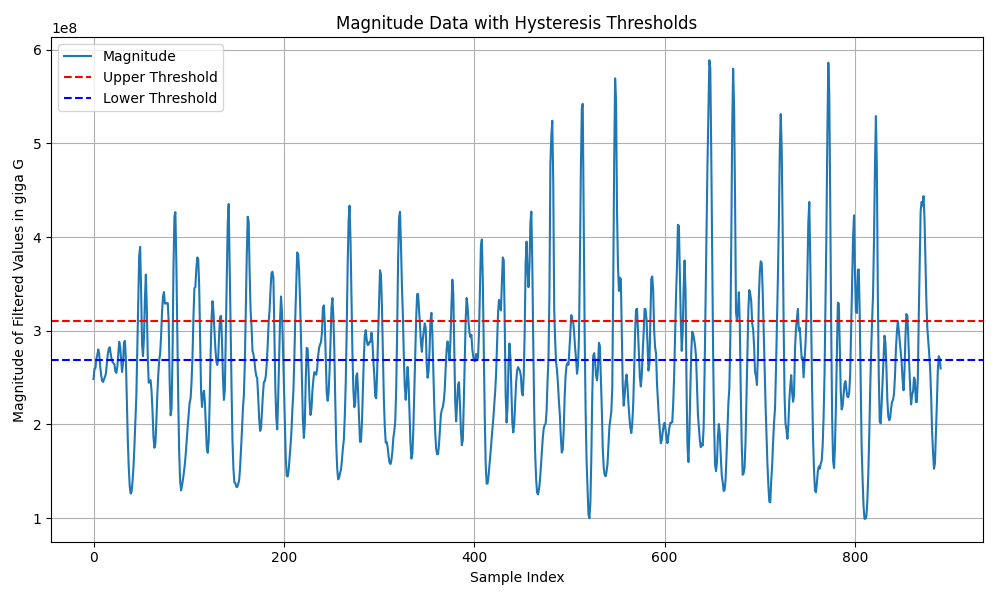 Magnitude Data with Hysteresis Thresholds
1e8
Magnitude
Upper Threshold
Lower Threshold
6
5
4
3
2
1
Magnitude of Filtered Values in giga G
0
200
400
600
800
Sample Index